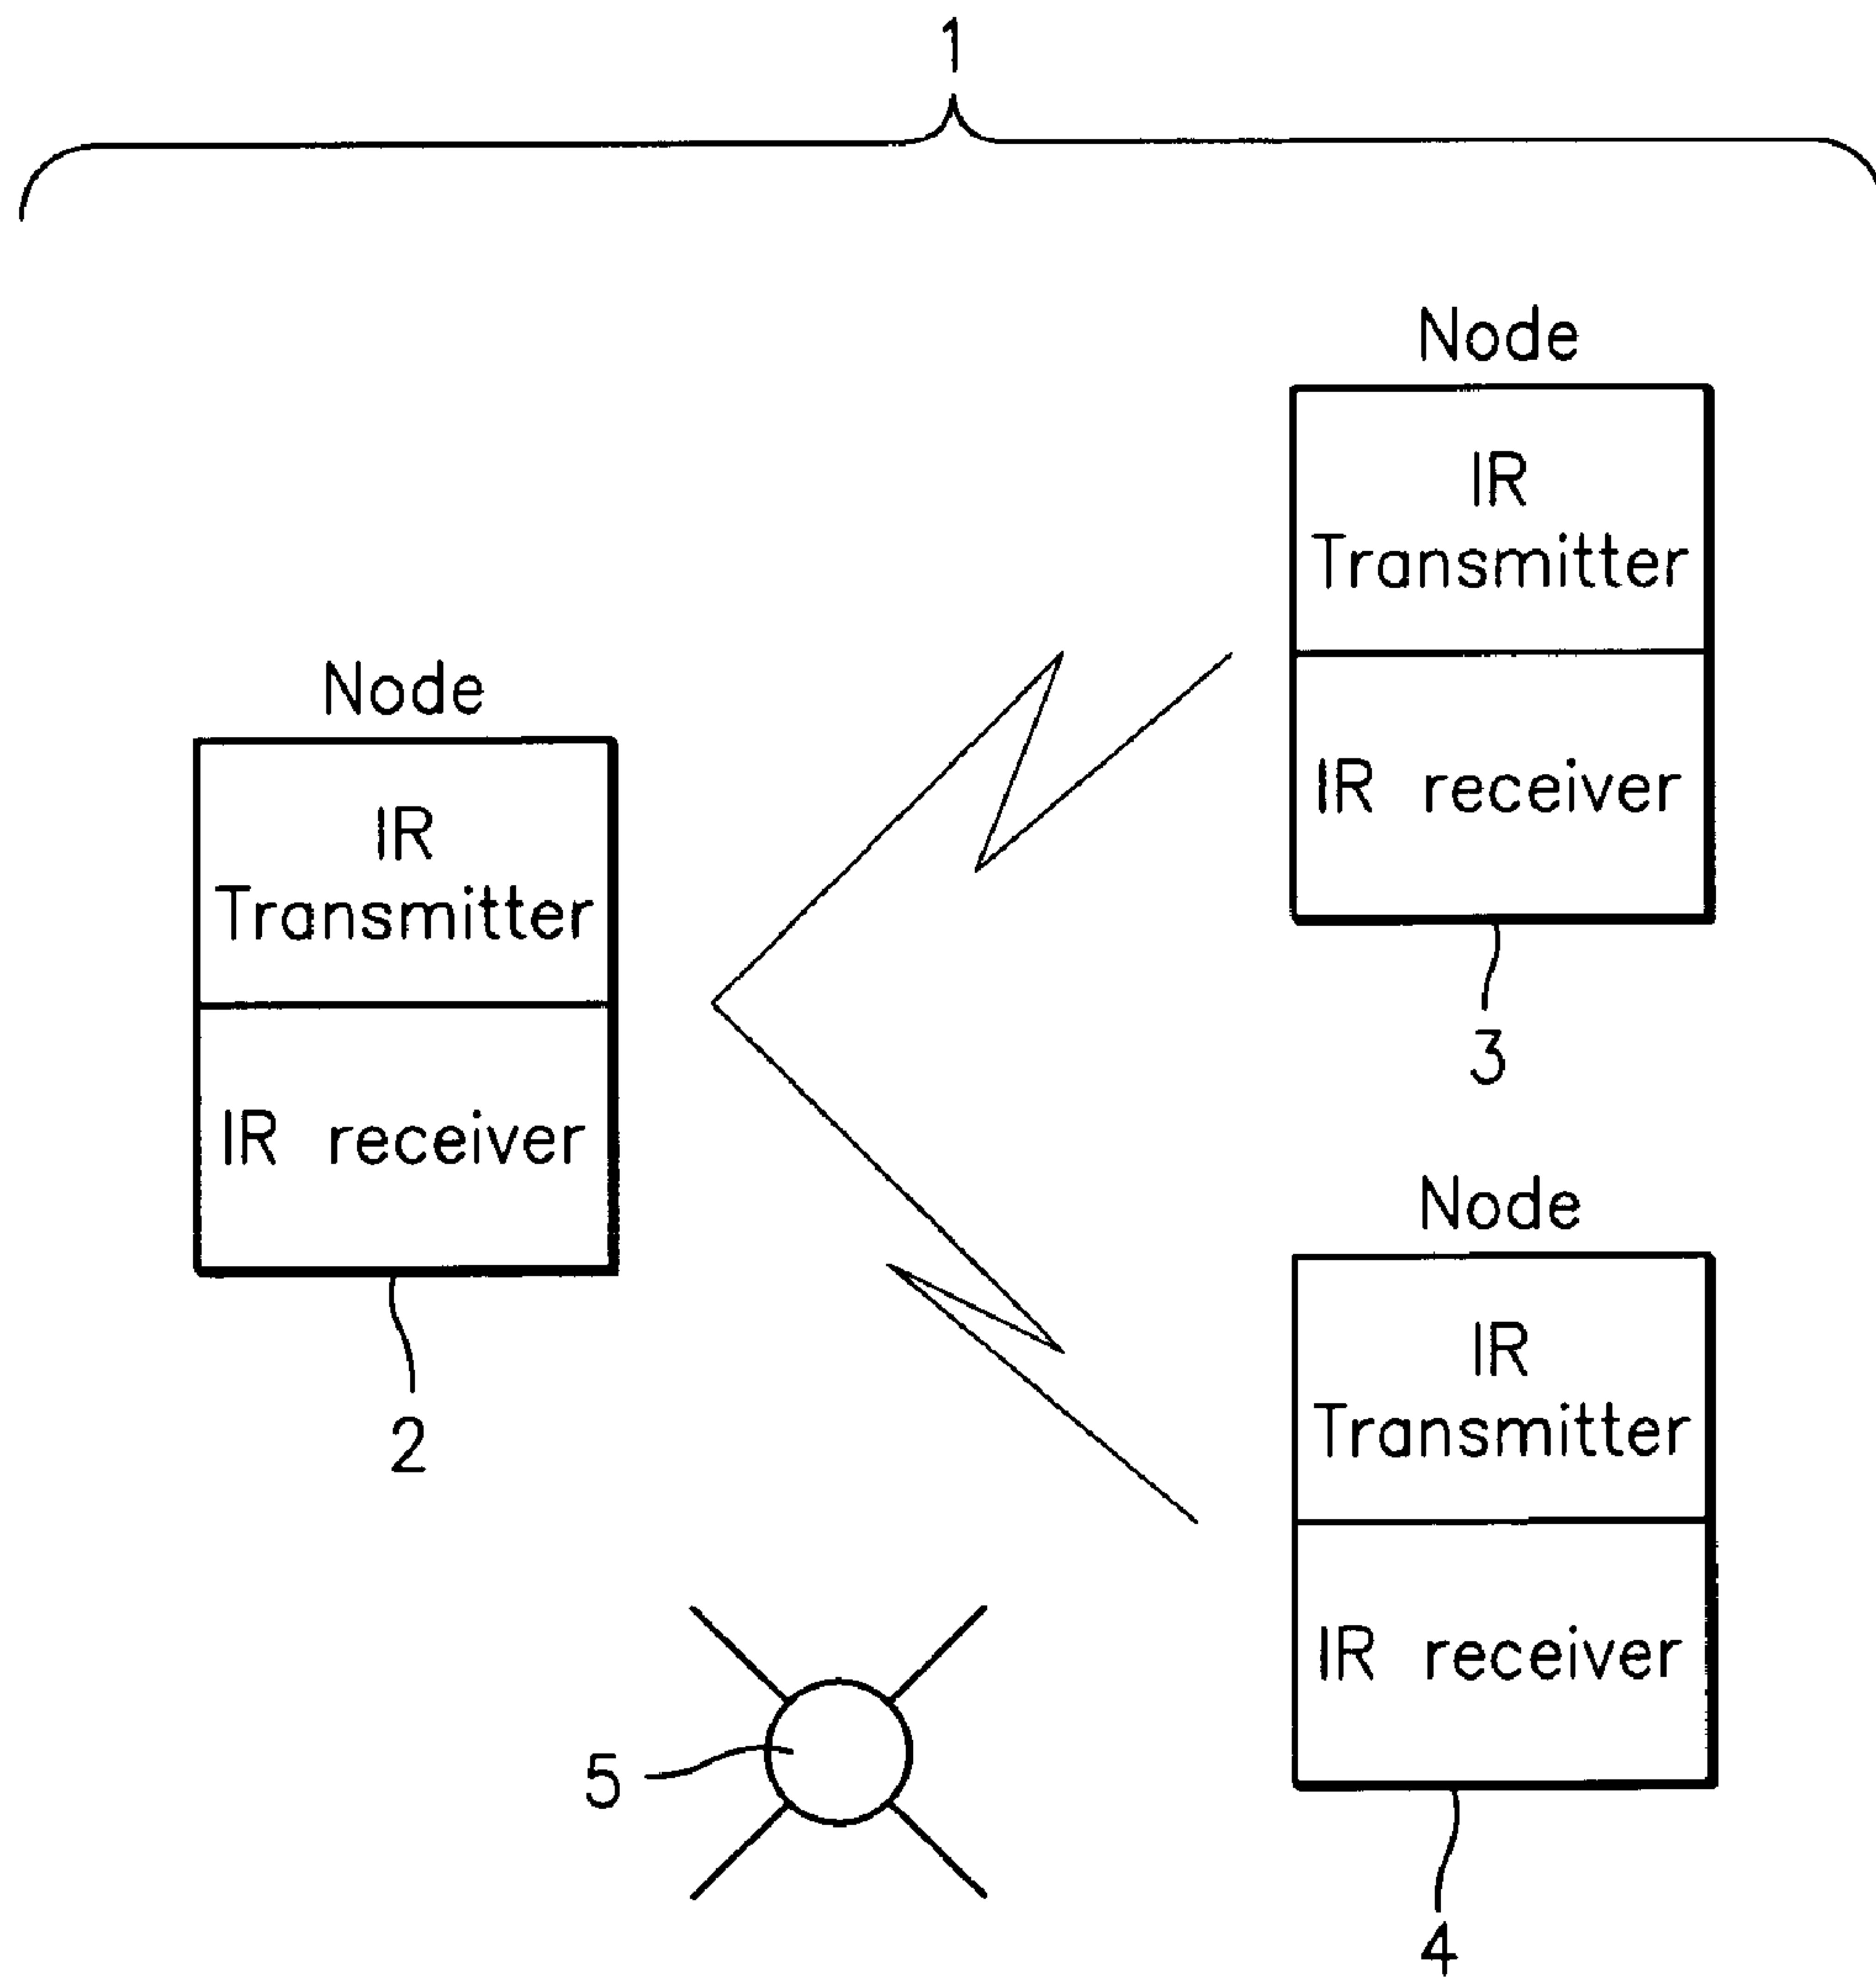 1
Node
IR
Transmitter
IR receiver
3
Node
IR
Transmitter
IR receiver
2
Node
IR
Transmitter
IR receiver
4
5